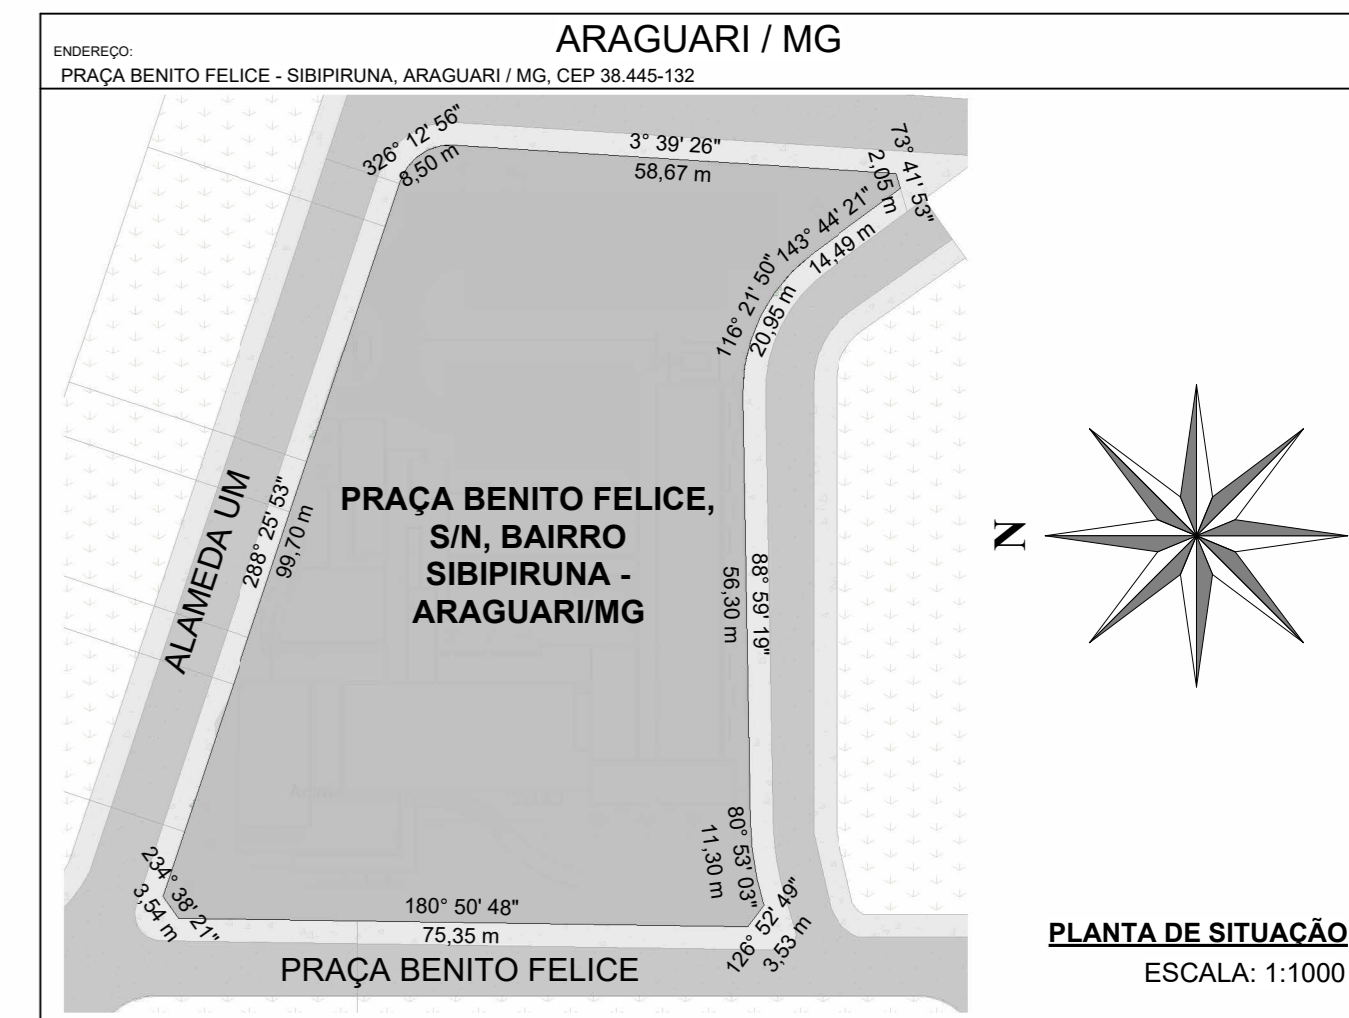 ARAGUARI / MG
ENDEREÇO:
PRAÇA BENITO FELICE - SIBIPIRUNA, ARAGUARI / MG, CEP 38.445-132
326° 12' 56"
8,50 m
3° 39' 26"
58,67 m
73° 41' 53"
2,05 m
143° 44' 21"
14,49 m
116° 21' 50"
20,95 m
288° 25' 53"
99,70 m
ALAMEDA UM
PRAÇA BENITO FELICE,
S/N, BAIRRO
SIBIPIRUNA -
ARAGUARI/MG
88° 59' 19"
56,30 m
N
80° 53' 03"
11,30 m
234° 38' 21"
3,54 m
180° 50' 48"
75,35 m
126° 52' 49"
3,53 m
PRAÇA BENITO FELICE
PLANTA DE SITUAÇÃO
ESCALA: 1:1000